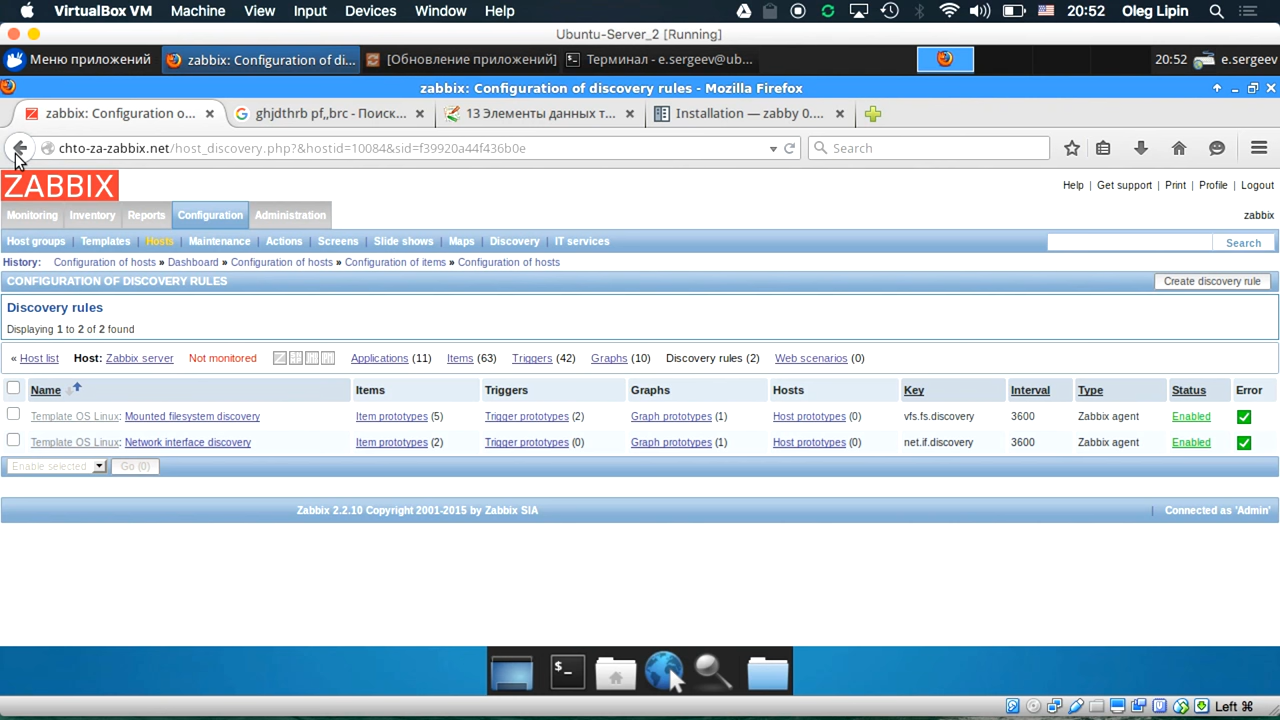 VirtualBox VM Machine View Input Devices Window Help 20:52 Oleg Lipin
Ubuntu-Server_2 [Running]
Меню приложений zabbix: Configuration of di... [Обновление приложений] Терминал - e.sergeev@ub... 20:52 e.sergeev
zabbix: Configuration of discovery rules - Mozilla Firefox
zabbix: Configuration o... ghjdthrb pf,,brc - Поиск... 13 Элементы данных т... Installation — zabby 0....
chto-za-zabbix.net/host_discovery.php?&hostid=10084&sid=f39920a44f436b0e Search
ZABBIX Help | Get support | Print | Profile | Logout
Monitoring Inventory Reports Configuration Administration zabbix
Host groups | Templates | Hosts | Maintenance | Actions | Screens | Slide shows | Maps | Discovery | IT services Search
History: Configuration of hosts » Dashboard » Configuration of hosts » Configuration of items » Configuration of hosts
CONFIGURATION OF DISCOVERY RULES Create discovery rule
Discovery rules
Displaying 1 to 2 of 2 found
« Host list Host: Zabbix server Not monitored Applications (11) Items (63) Triggers (42) Graphs (10) Discovery rules (2) Web scenarios (0)
Name Items Triggers Graphs Hosts Key Interval Type Status Error
Template OS Linux: Mounted filesystem discovery Item prototypes (5) Trigger prototypes (2) Graph prototypes (1) Host prototypes (0) vfs.fs.discovery 3600 Zabbix agent Enabled
Template OS Linux: Network interface discovery Item prototypes (2) Trigger prototypes (0) Graph prototypes (1) Host prototypes (0) net.if.discovery 3600 Zabbix agent Enabled
Enable selected Go (0)
Zabbix 2.2.10 Copyright 2001-2015 by Zabbix SIA | Connected as 'Admin'
Left ⌘